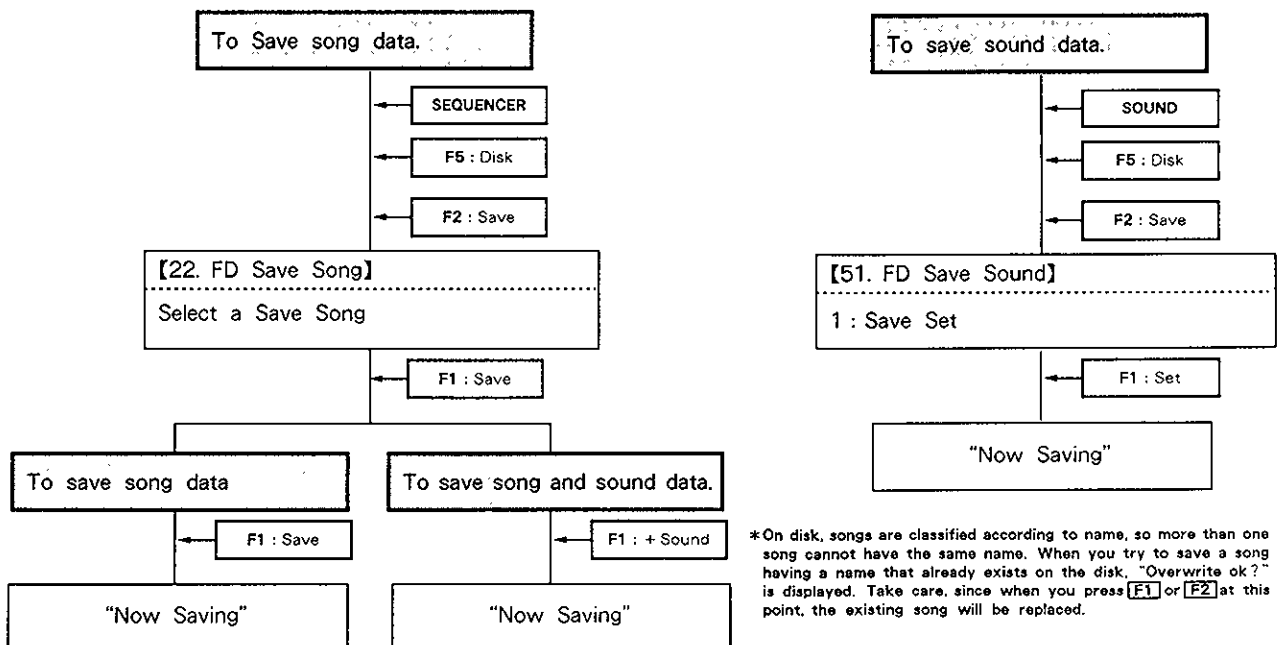 To Save song data.
SEQUENCER
F5 : Disk
F2 : Save
【22. FD Save Song】
Select a Save Song
F1 : Save
To save song data
F1 : Save
"Now Saving"
To save song and sound data.
F1 : + Sound
"Now Saving"
To save sound data.
SOUND
F5 : Disk
F2 : Save
【51. FD Save Sound】
1 : Save Set
F1 : Set
"Now Saving"
*On disk, songs are classified according to name, so more than one
song cannot have the same name. When you try to save a song
having a name that already exists on the disk, "Overwrite ok?"
is displayed. Take care, since when you press F1 or F2 at this
point, the existing song will be replaced.